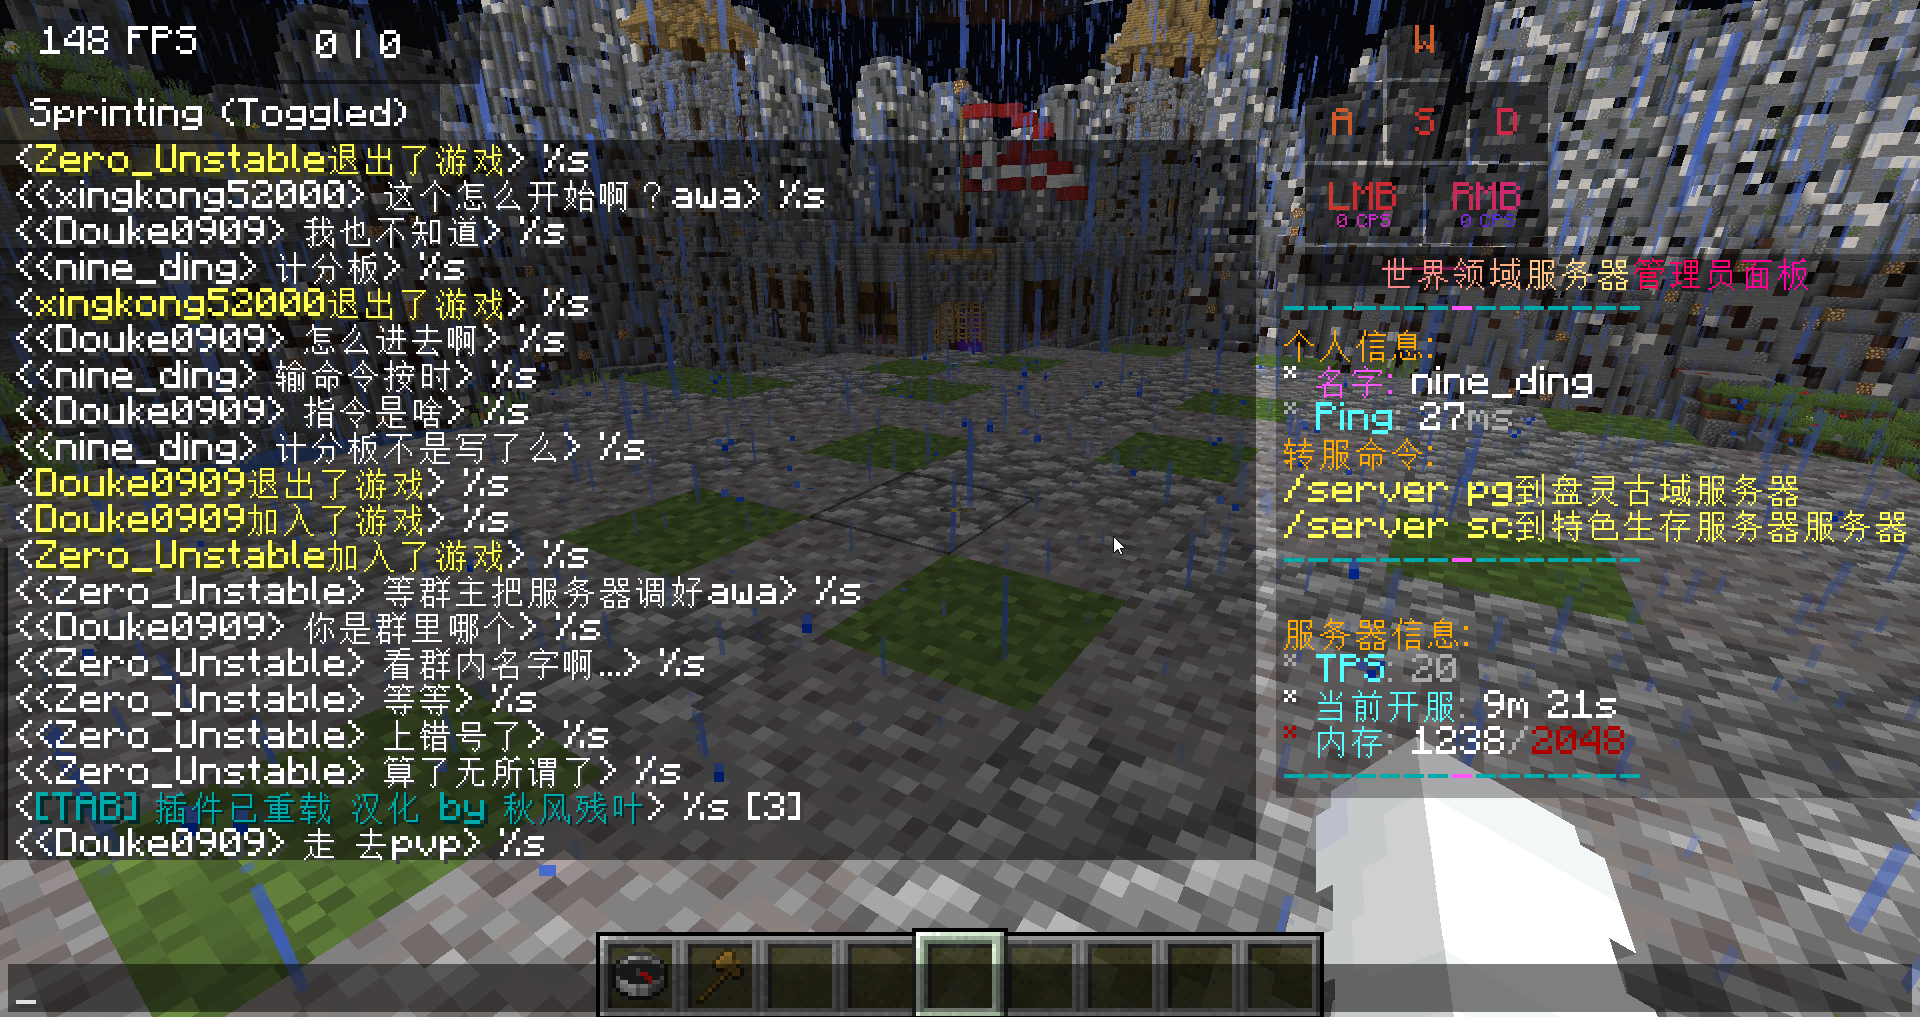 148 FPS
0 | 0
Sprinting (Toggled)
<Zero_Unstable退出了游戏> %s
<<xingkong52000> 这个怎么开始啊？awa> %s
<<Douke0909> 我也不知道> %s
<<nine_ding> 计分板> %s
<xingkong52000退出了游戏> %s
<<Douke0909> 怎么进去啊> %s
<<nine_ding> 输命令按时> %s
<<Douke0909> 指令是啥> %s
<<nine_ding> 计分板不是写了么> %s
<Douke0909退出了游戏> %s
<Douke0909加入了游戏> %s
<Zero_Unstable加入了游戏> %s
<<Zero_Unstable> 等群主把服务器调好awa> %s
<<Douke0909> 你是群里哪个> %s
<<Zero_Unstable> 看群内名字啊...> %s
<<Zero_Unstable> 等等> %s
<<Zero_Unstable> 上错号了> %s
<<Zero_Unstable> 算了无所谓了> %s
<[TAB] 插件已重载 汉化 by 秋风残叶> %s [3]
<<Douke0909> 走 去pvp> %s
_
W
A S D
LMB RMB
0 CPS 0 CPS
世界领域服务器管理员面板
个人信息:
* 名字: nine_ding
* Ping: 27ms
转服命令:
/server pg到盘灵古域服务器
/server sc到特色生存服务器服务器
服务器信息:
* TPS: 20
* 当前开服: 9m 21s
* 内存: 1238/2048